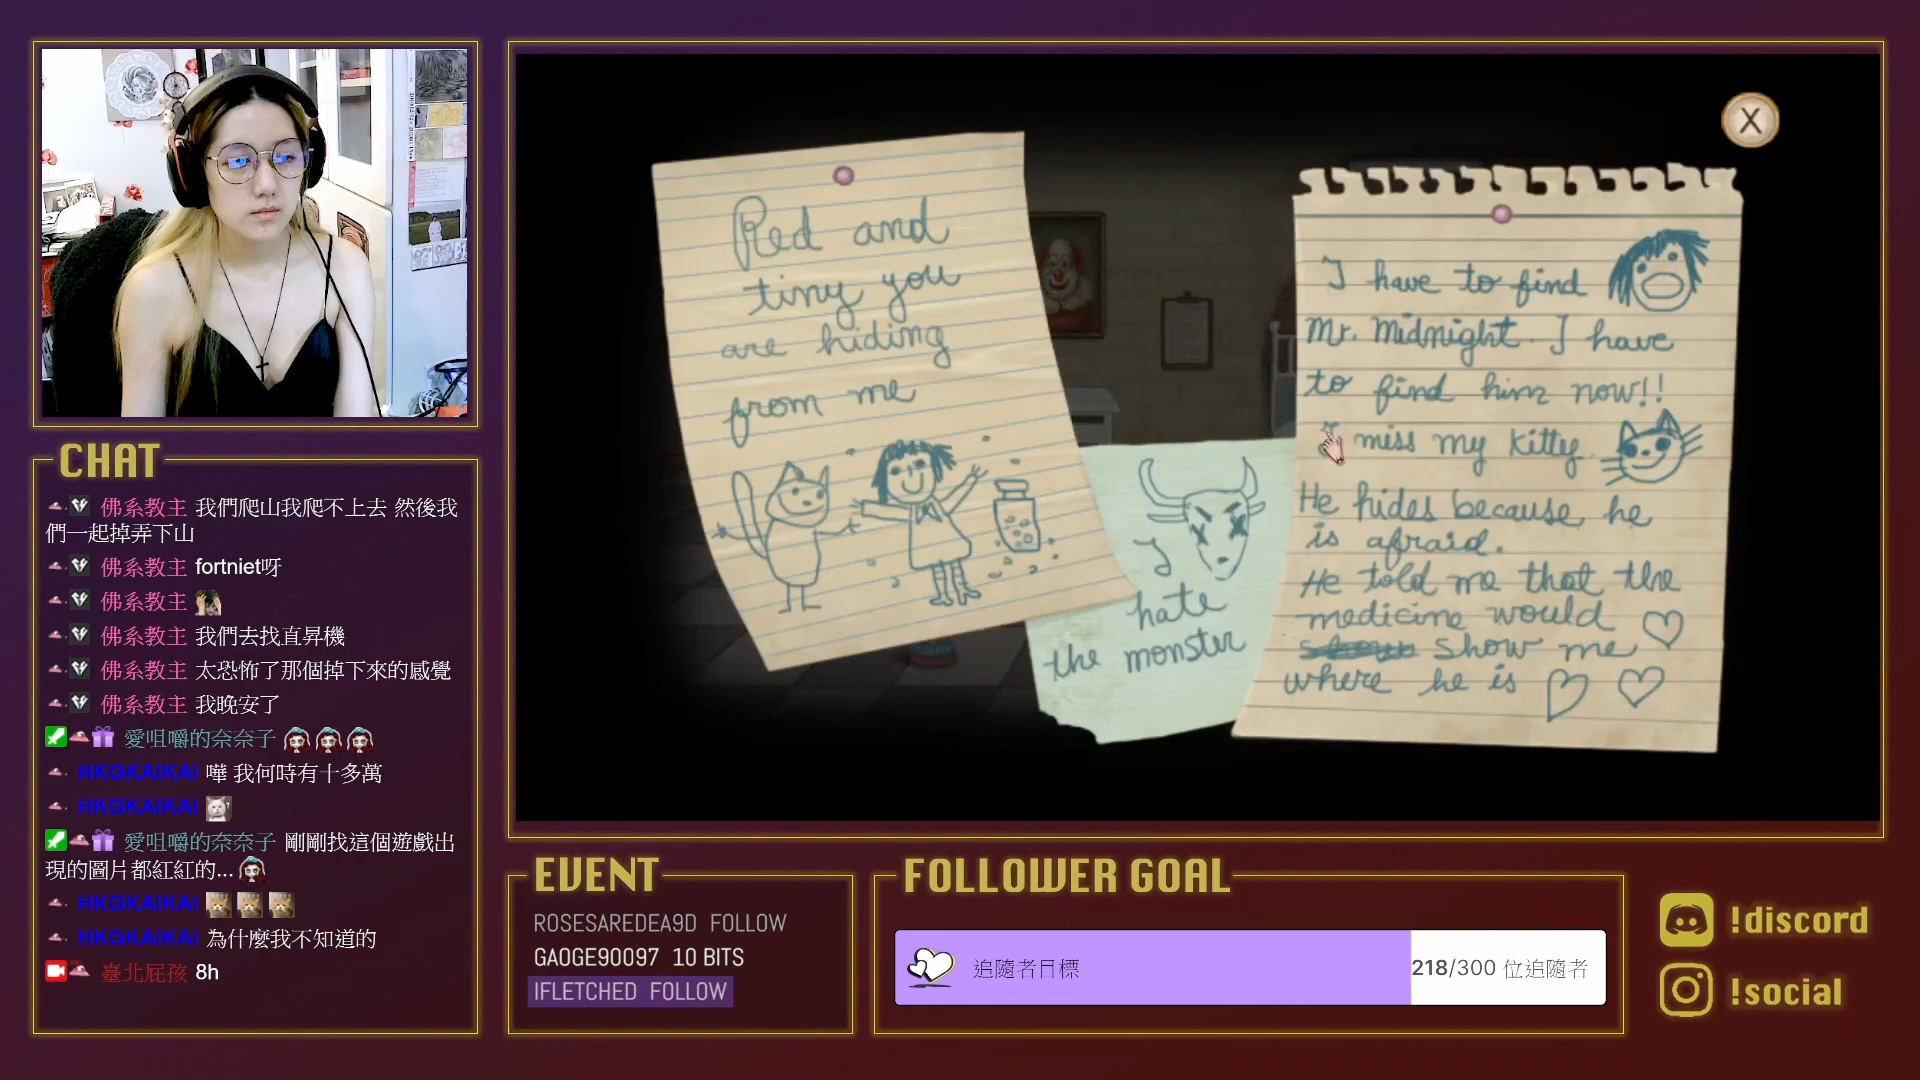 CHAT
佛系教主 我們爬山我爬不上去 然後我
們一起掉弄下山
佛系教主 fortniet呀
佛系教主
佛系教主 我們去找直昇機
佛系教主 太恐怖了那個掉下來的感覺
佛系教主 我晚安了
愛咀嚼的奈奈子
HKGKAIKAI 嘩 我何時有十多萬
HKGKAIKAI
愛咀嚼的奈奈子 剛剛找這個遊戲出
現的圖片都紅紅的...
HKGKAIKAI
HKGKAIKAI 為什麼我不知道的
臺北屁孩 8h
X
Red and
tiny you
are hiding
from me
I
hate
the monster
I have to find
Mr. Midnight. I have
to find him now!!
I miss my kitty.
He hides because he
is afraid.
He told me that the
medicine would
show me
where he is
EVENT
ROSESAREDEA9D FOLLOW
GAOGE90097 10 BITS
IFLETCHED FOLLOW
FOLLOWER GOAL
追隨者目標
218/300 位追隨者
!discord
!social